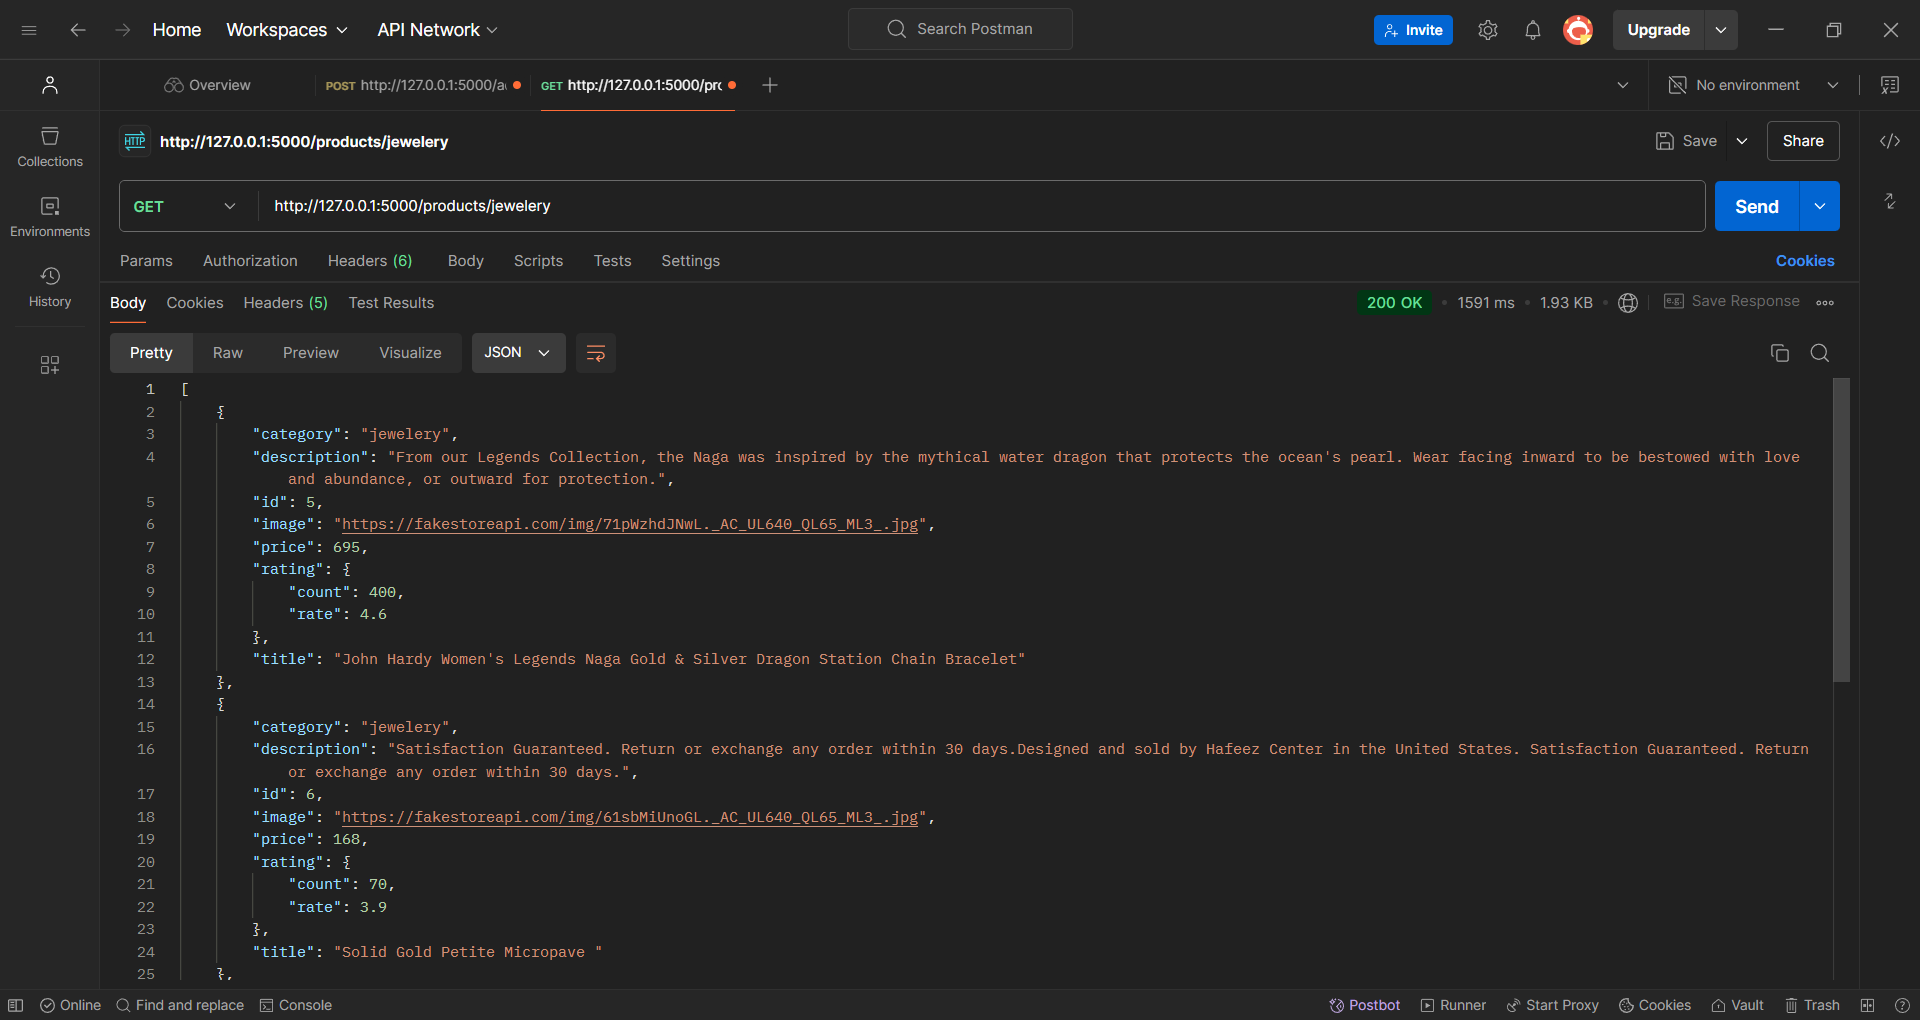 Home Workspaces API Network Search Postman Invite Upgrade
Overview POST http://127.0.0.1:5000/a GET http://127.0.0.1:5000/pr No environment
HTTP http://127.0.0.1:5000/products/jewelery Save Share
Collections
Environments
History
GET http://127.0.0.1:5000/products/jewelery Send
Params Authorization Headers (6) Body Scripts Tests Settings Cookies
Body Cookies Headers (5) Test Results 200 OK • 1591 ms • 1.93 KB • e.g. Save Response
Pretty Raw Preview Visualize JSON
1 [
2 {
3 "category": "jewelery",
4 "description": "From our Legends Collection, the Naga was inspired by the mythical water dragon that protects the ocean's pearl. Wear facing inward to be bestowed with love
and abundance, or outward for protection.",
5 "id": 5,
6 "image": "https://fakestoreapi.com/img/71pWzhdJNwL._AC_UL640_QL65_ML3_.jpg",
7 "price": 695,
8 "rating": {
9 "count": 400,
10 "rate": 4.6
11 },
12 "title": "John Hardy Women's Legends Naga Gold & Silver Dragon Station Chain Bracelet"
13 },
14 {
15 "category": "jewelery",
16 "description": "Satisfaction Guaranteed. Return or exchange any order within 30 days.Designed and sold by Hafeez Center in the United States. Satisfaction Guaranteed. Return
or exchange any order within 30 days.",
17 "id": 6,
18 "image": "https://fakestoreapi.com/img/61sbMiUnoGL._AC_UL640_QL65_ML3_.jpg",
19 "price": 168,
20 "rating": {
21 "count": 70,
22 "rate": 3.9
23 },
24 "title": "Solid Gold Petite Micropave "
25 },
Online Find and replace Console Postbot Runner Start Proxy Cookies Vault Trash